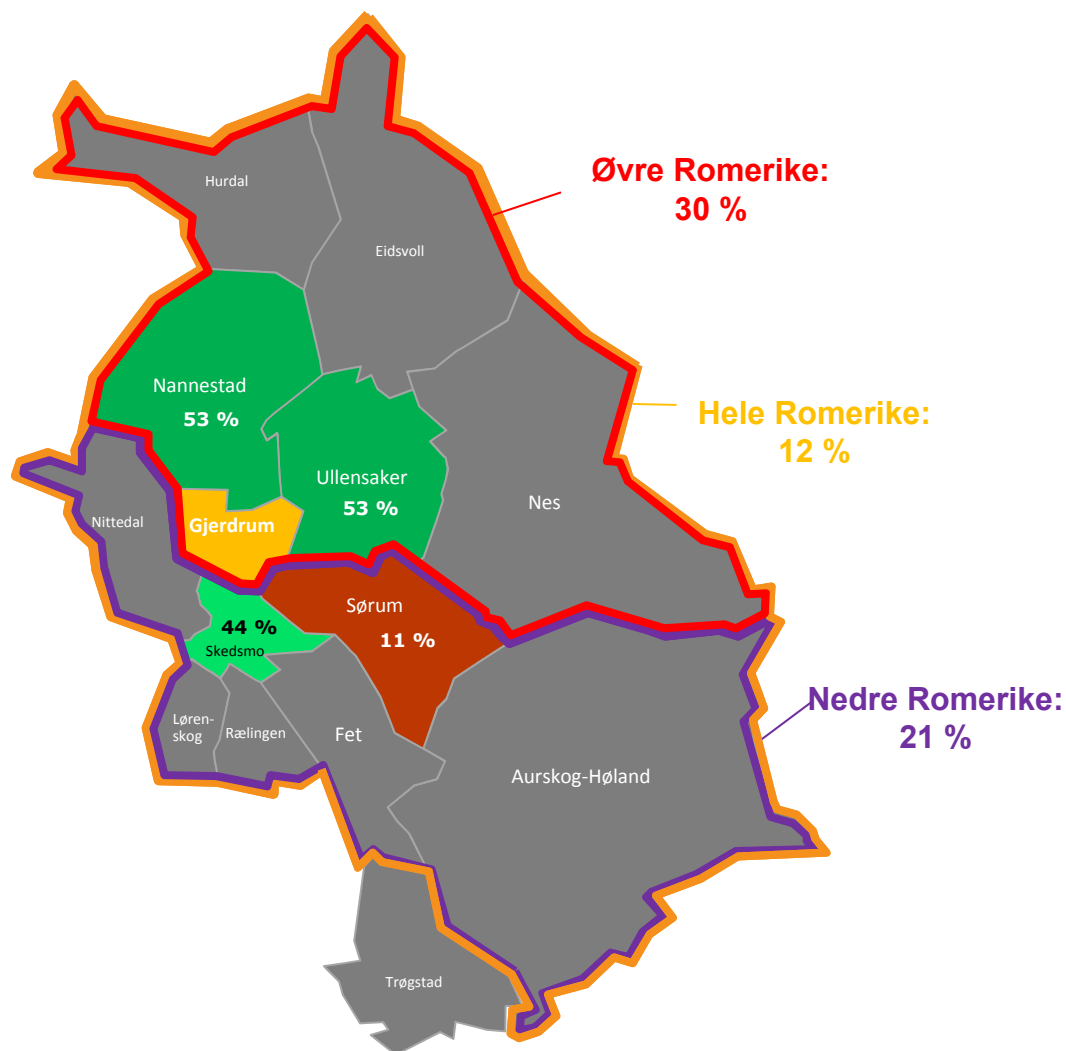 Øvre Romerike:
30 %
Hurdal
Eidsvoll
Nannestad
53 %
Hele Romerike:
12 %
Ullensaker
53 %
Nes
Nittedal
Gjerdrum
Sørum
11 %
44 %
Skedsmo
Nedre Romerike:
21 %
Løren-
skog
Rælingen
Fet
Aurskog-Høland
Trøgstad